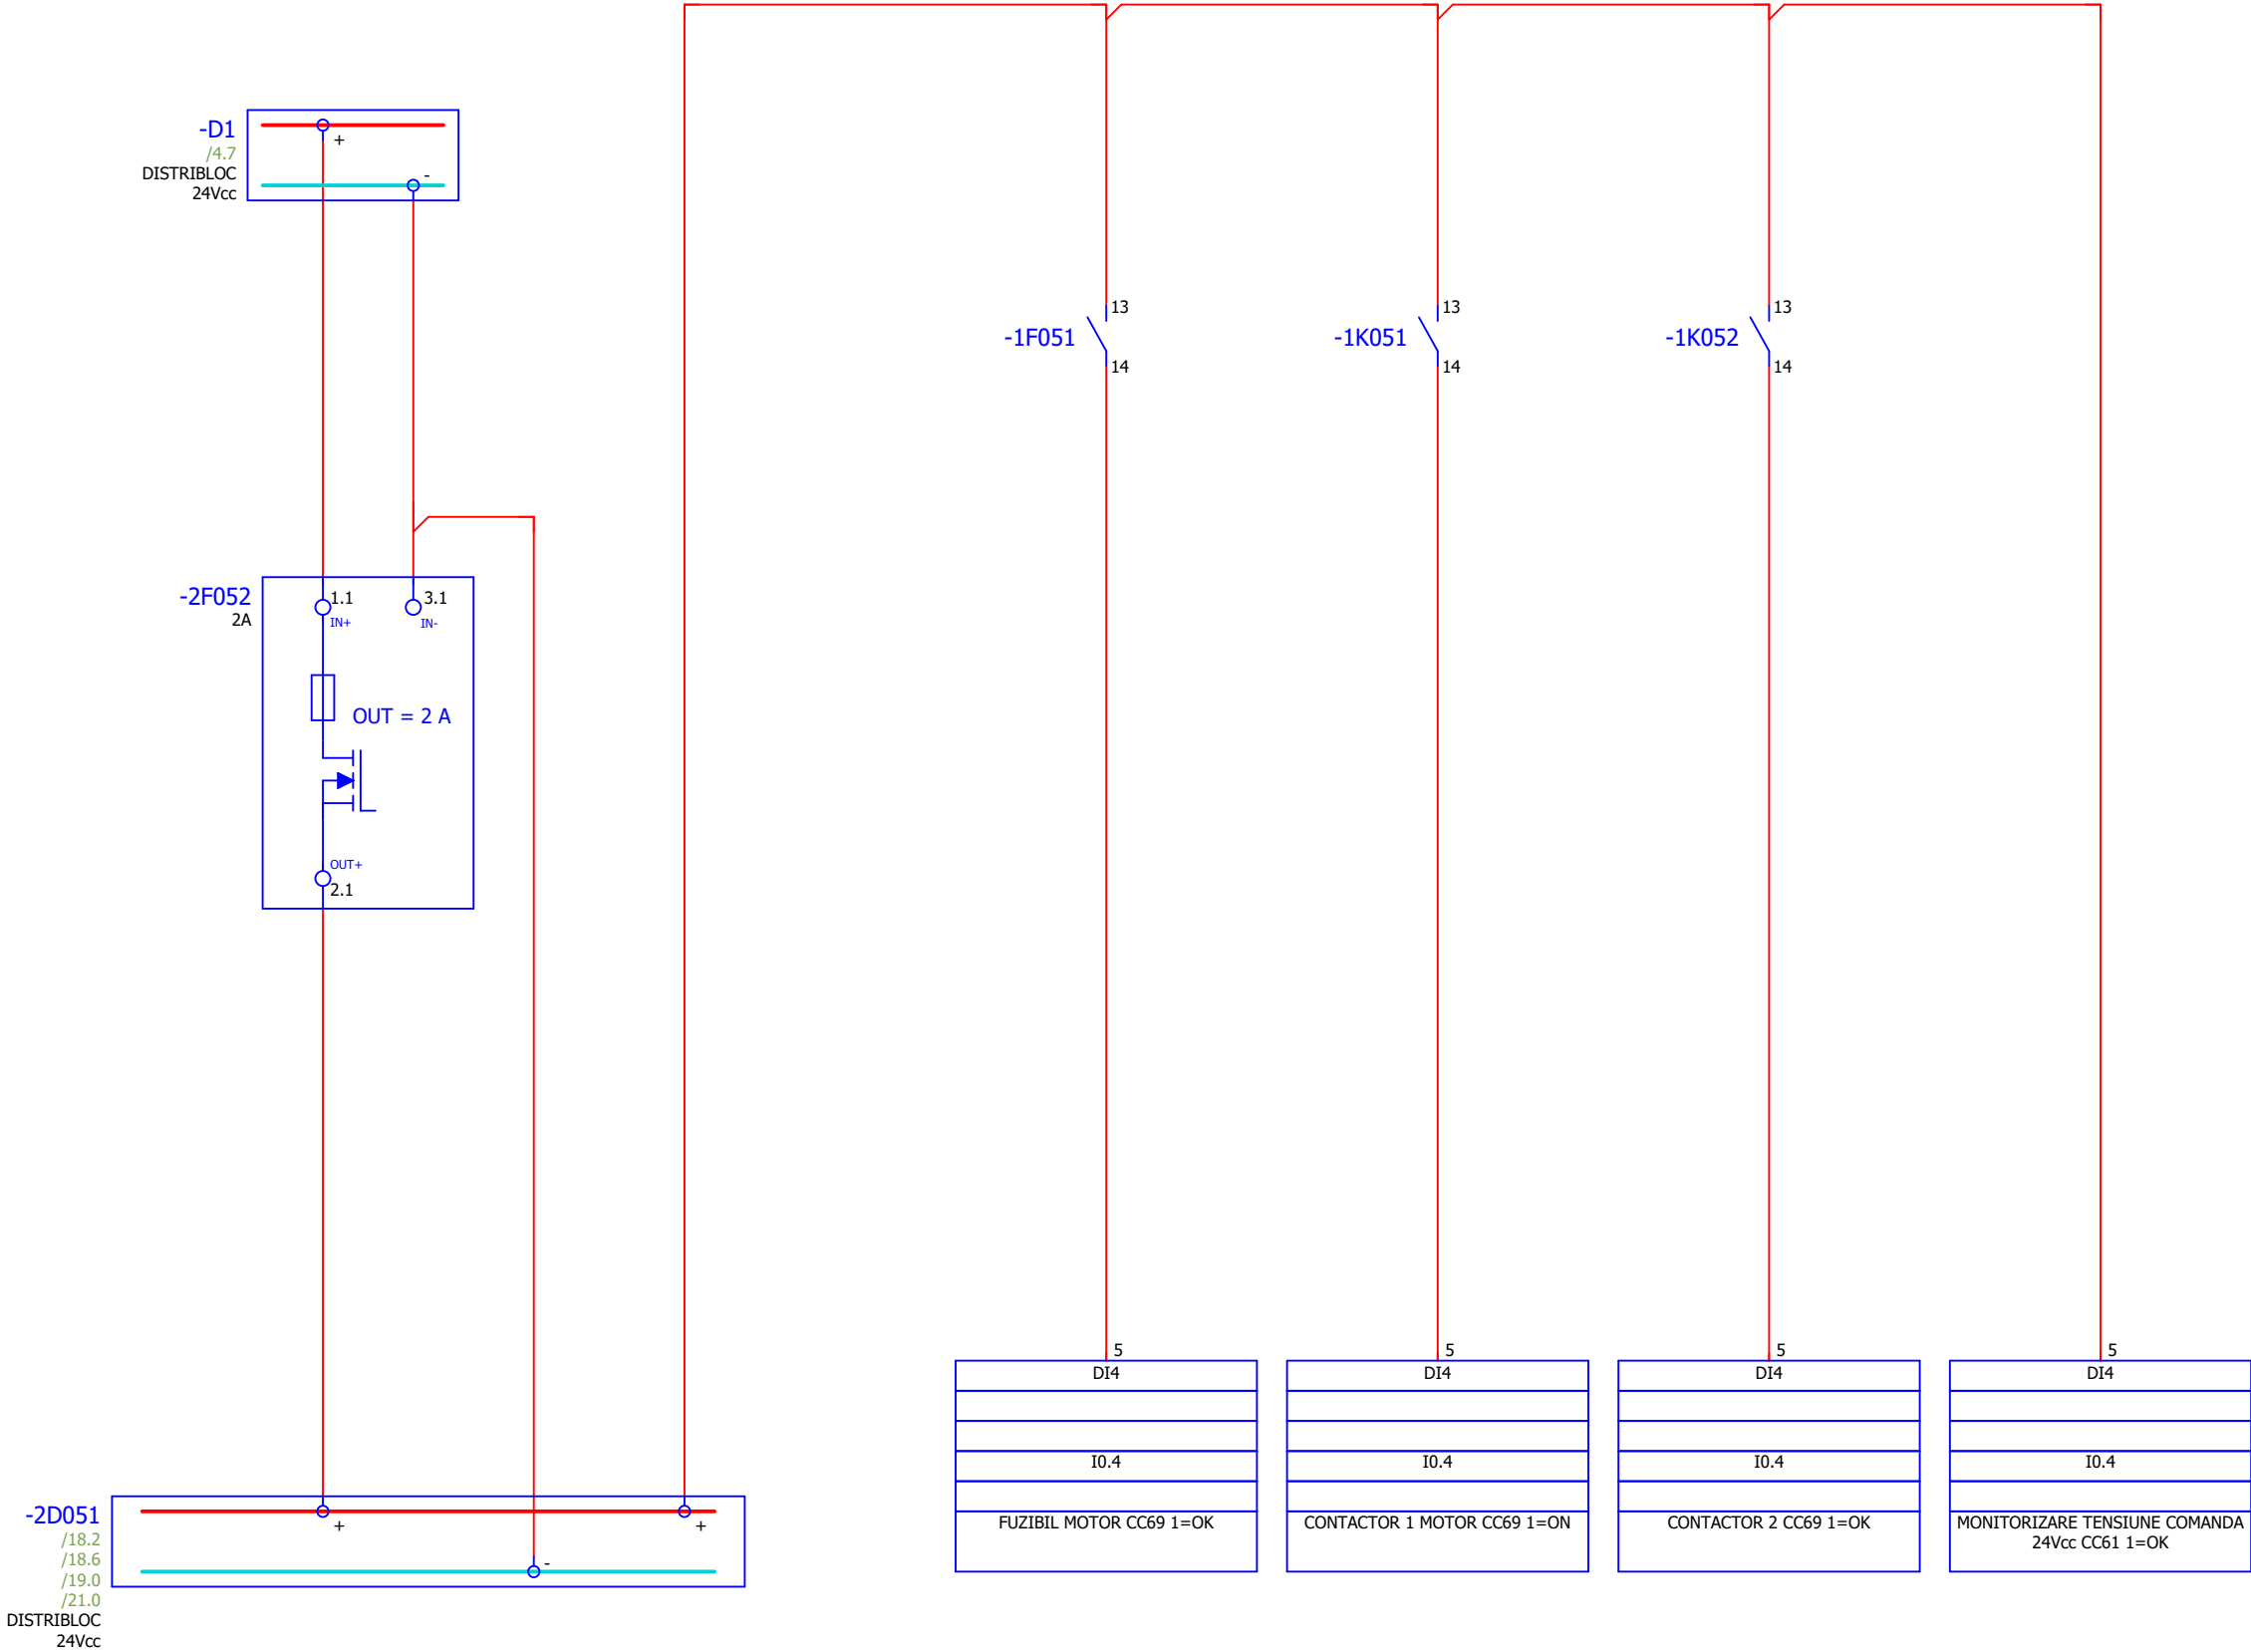 -D1
/4.7
DISTRIBLOC
24Vcc
+
-
-1F051
13
14
-1K051
13
14
-1K052
13
14
-2F052
2A
1.1
IN+
3.1
IN-
OUT = 2 A
OUT+
2.1
5
DI4
I0.4
FUZIBIL MOTOR CC69 1=OK
5
DI4
I0.4
CONTACTOR 1 MOTOR CC69 1=ON
5
DI4
I0.4
CONTACTOR 2 CC69 1=OK
5
DI4
I0.4
MONITORIZARE TENSIUNE COMANDA
24Vcc CC61 1=OK
-2D051
/18.2
/18.6
/19.0
/21.0
DISTRIBLOC
24Vcc
+
-
+